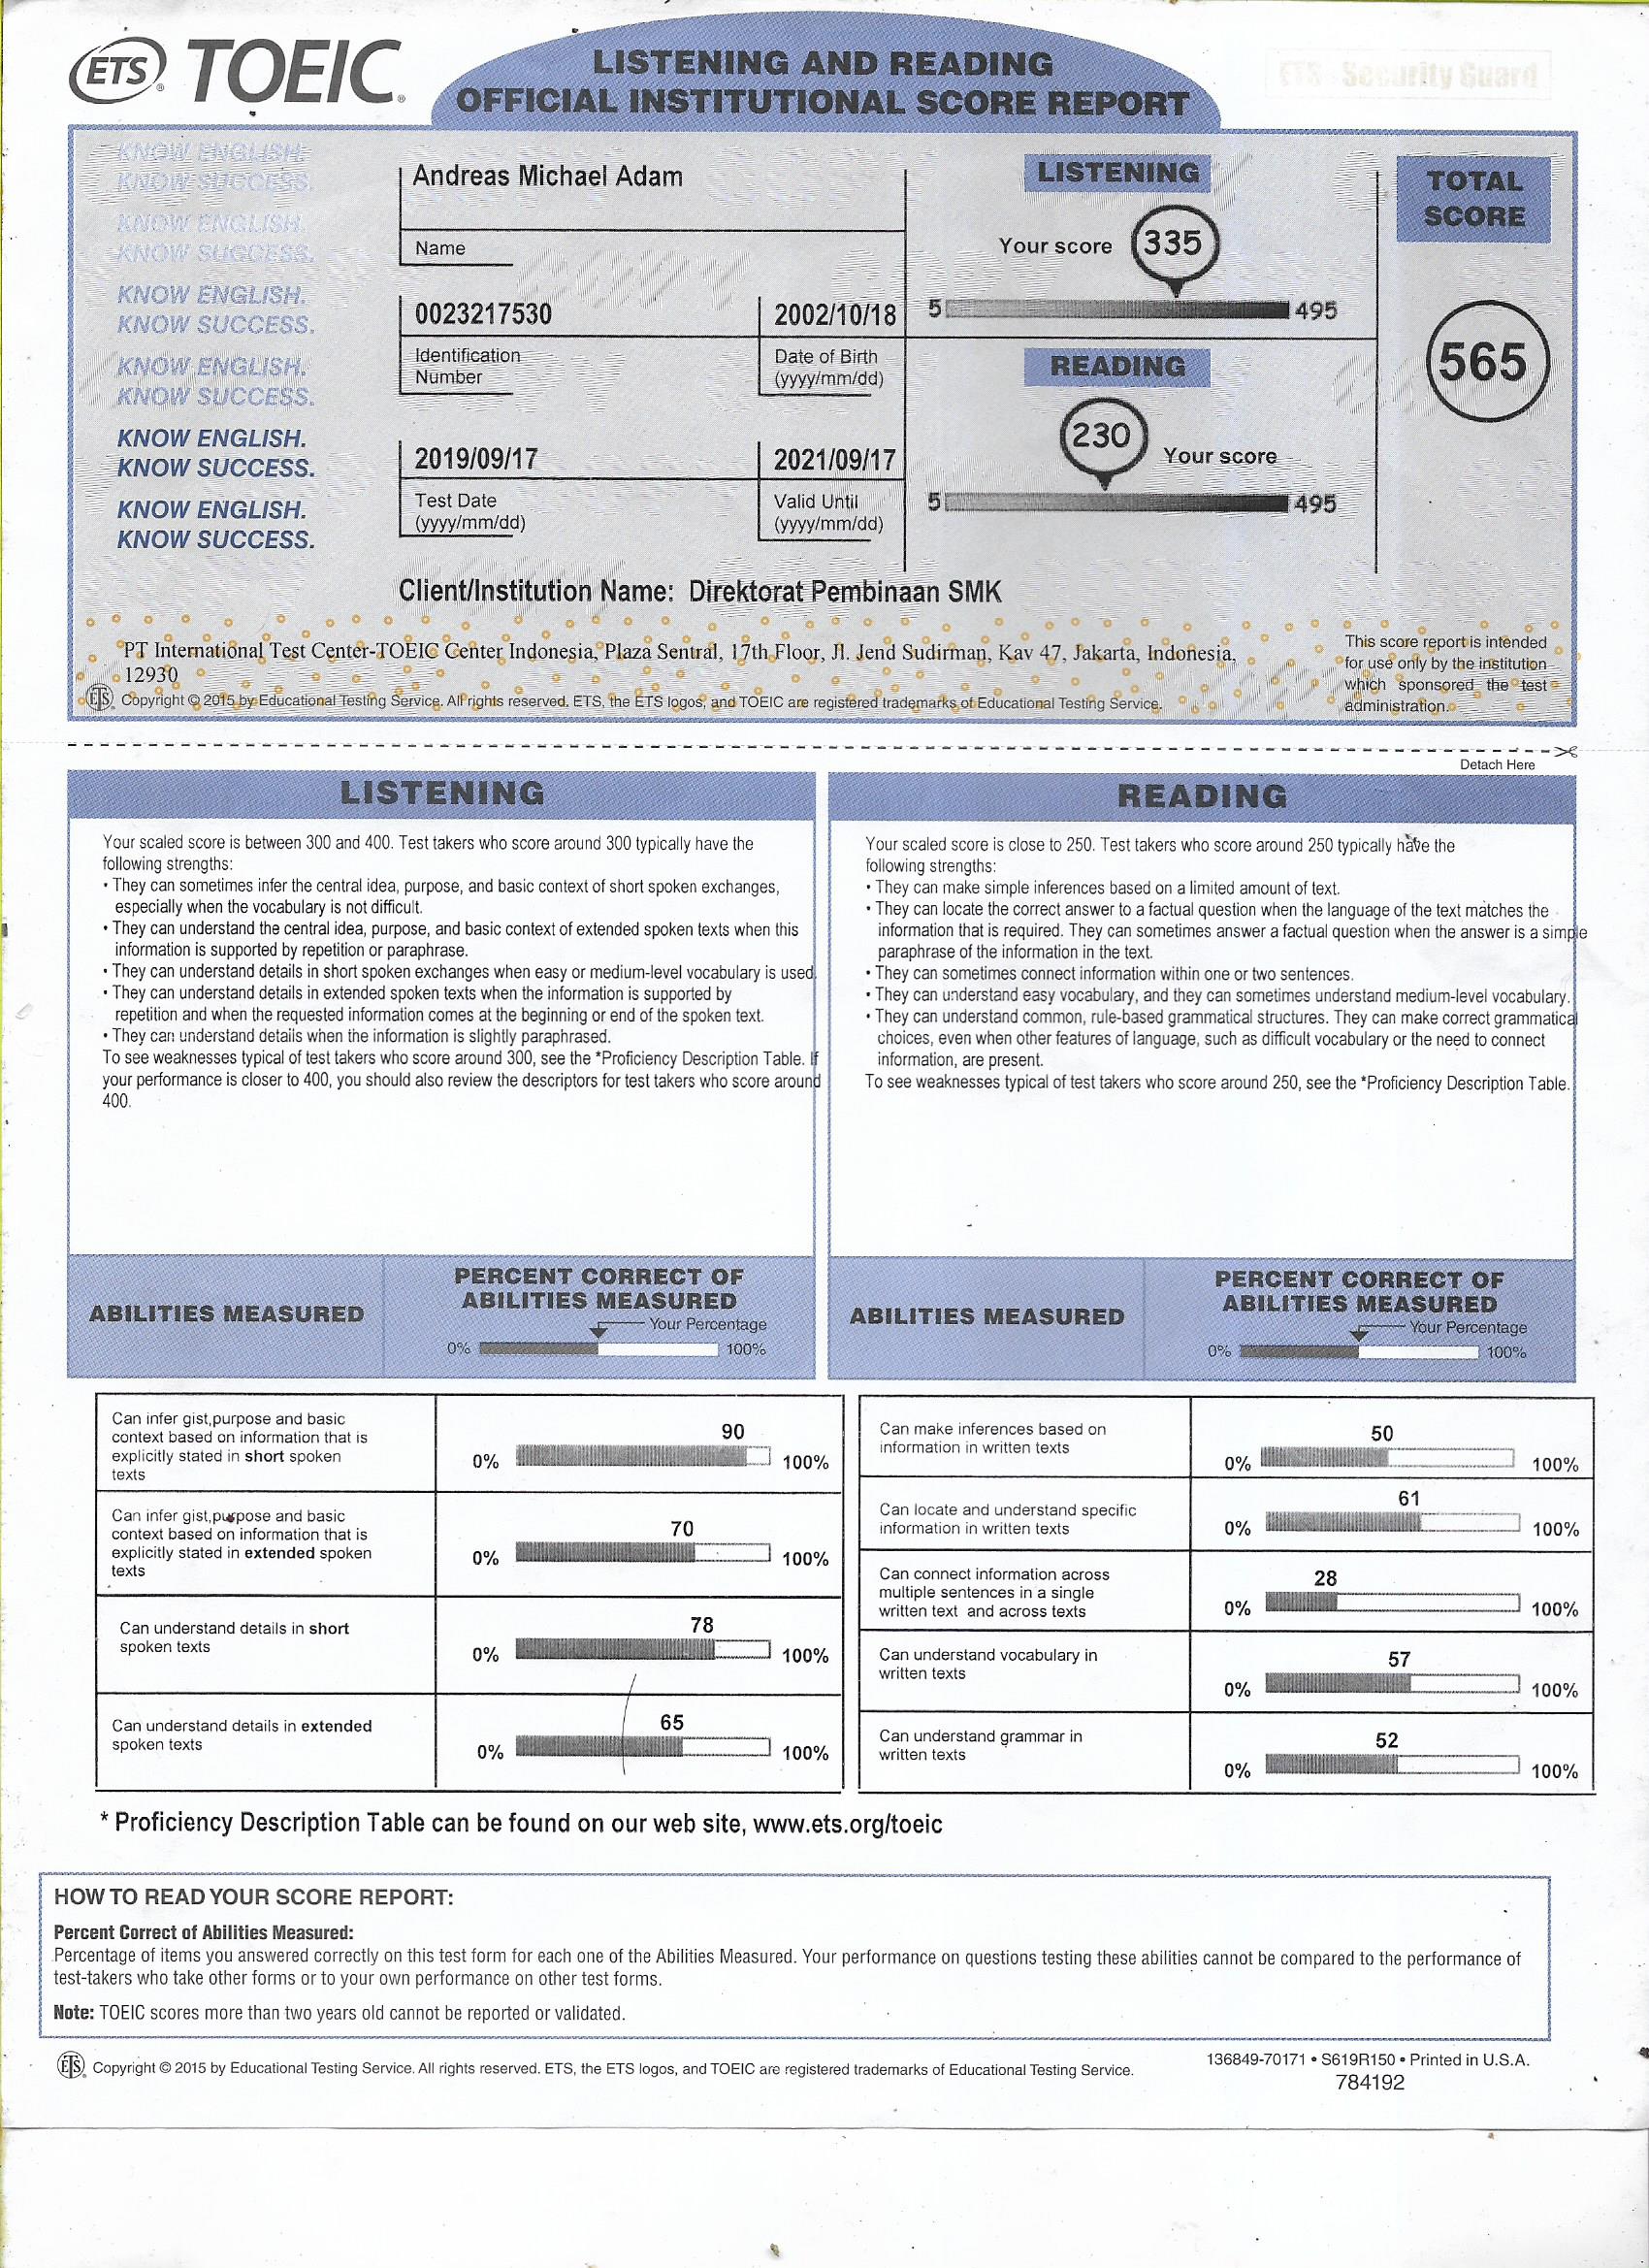 ETS TOEIC
LISTENING AND READING
OFFICIAL INSTITUTIONAL SCORE REPORT
ETS Security Guard
KNOW ENGLISH.
KNOW SUCCESS.
KNOW ENGLISH.
KNOW SUCCESS.
KNOW ENGLISH.
KNOW SUCCESS.
KNOW ENGLISH.
KNOW SUCCESS.
KNOW ENGLISH.
KNOW SUCCESS.
KNOW ENGLISH.
KNOW SUCCESS.
Andreas Michael Adam
Name
0023217530
Identification
Number
2002/10/18
Date of Birth
(yyyy/mm/dd)
2019/09/17
Test Date
(yyyy/mm/dd)
2021/09/17
Valid Until
(yyyy/mm/dd)
LISTENING
Your score 335
5 495
READING
230 Your score
5 495
TOTAL
SCORE
565
Client/Institution Name: Direktorat Pembinaan SMK
PT International Test Center-TOEIC Center Indonesia, Plaza Sentral, 17th Floor, Jl. Jend Sudirman, Kav 47, Jakarta, Indonesia,
12930
This score report is intended
for use only by the institution
which sponsored the test
administration.
ETS Copyright © 2015 by Educational Testing Service. All rights reserved. ETS, the ETS logos, and TOEIC are registered trademarks of Educational Testing Service.
Detach Here
LISTENING
Your scaled score is between 300 and 400. Test takers who score around 300 typically have the
following strengths:
• They can sometimes infer the central idea, purpose, and basic context of short spoken exchanges,
especially when the vocabulary is not difficult.
• They can understand the central idea, purpose, and basic context of extended spoken texts when this
information is supported by repetition or paraphrase.
• They can understand details in short spoken exchanges when easy or medium-level vocabulary is used
• They can understand details in extended spoken texts when the information is supported by
repetition and when the requested information comes at the beginning or end of the spoken text.
• They can understand details when the information is slightly paraphrased.
To see weaknesses typical of test takers who score around 300, see the *Proficiency Description Table. If
your performance is closer to 400, you should also review the descriptors for test takers who score around
400.
READING
Your scaled score is close to 250. Test takers who score around 250 typically have the
following strengths:
• They can make simple inferences based on a limited amount of text.
• They can locate the correct answer to a factual question when the language of the text matches the
information that is required. They can sometimes answer a factual question when the answer is a simple
paraphrase of the information in the text.
• They can sometimes connect information within one or two sentences.
• They can understand easy vocabulary, and they can sometimes understand medium-level vocabulary.
• They can understand common, rule-based grammatical structures. They can make correct grammatical
choices, even when other features of language, such as difficult vocabulary or the need to connect
information, are present.
To see weaknesses typical of test takers who score around 250, see the *Proficiency Description Table.
ABILITIES MEASURED
PERCENT CORRECT OF
ABILITIES MEASURED
Your Percentage
0% 100%
Can infer gist,purpose and basic
context based on information that is
explicitly stated in short spoken
texts
90
0% 100%
Can infer gist,purpose and basic
context based on information that is
explicitly stated in extended spoken
texts
70
0% 100%
Can understand details in short
spoken texts
78
0% 100%
Can understand details in extended
spoken texts
65
0% 100%
ABILITIES MEASURED
PERCENT CORRECT OF
ABILITIES MEASURED
Your Percentage
0% 100%
Can make inferences based on
information in written texts
50
0% 100%
Can locate and understand specific
information in written texts
61
0% 100%
Can connect information across
multiple sentences in a single
written text and across texts
28
0% 100%
Can understand vocabulary in
written texts
57
0% 100%
Can understand grammar in
written texts
52
0% 100%
* Proficiency Description Table can be found on our web site, www.ets.org/toeic
HOW TO READ YOUR SCORE REPORT:
Percent Correct of Abilities Measured:
Percentage of items you answered correctly on this test form for each one of the Abilities Measured. Your performance on questions testing these abilities cannot be compared to the performance of
test-takers who take other forms or to your own performance on other test forms.
Note: TOEIC scores more than two years old cannot be reported or validated.
ETS Copyright © 2015 by Educational Testing Service. All rights reserved. ETS, the ETS logos, and TOEIC are registered trademarks of Educational Testing Service.
136849-70171 • S619R150 • Printed in U.S.A.
784192